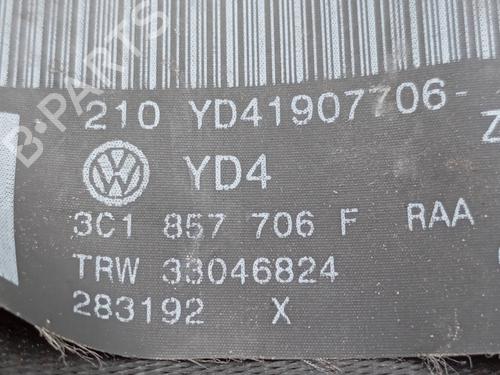 B-PARTS
210 YD41907706-
Z
YD4
3C1 857 706 F RAA
TRW 33046824
283192 X